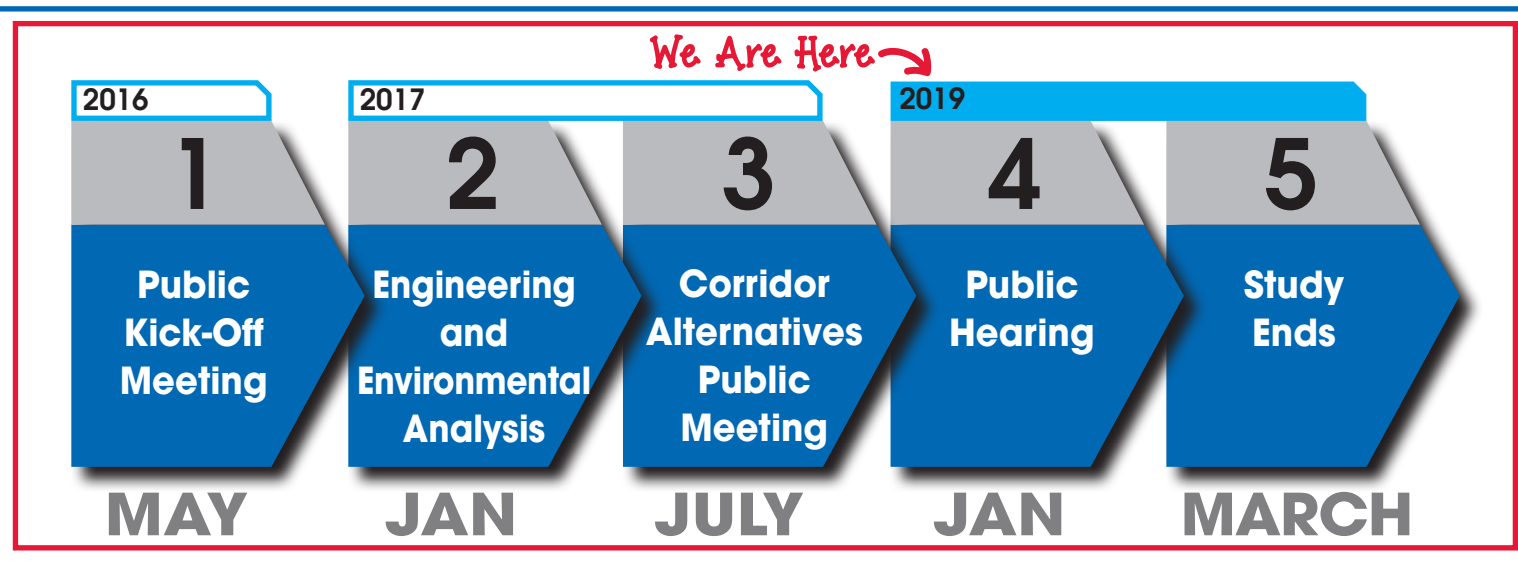 We Are Here
2016
2017
2019
1
2
3
4
5
Public
Kick-Off
Meeting
Engineering
and
Environmental
Analysis
Corridor
Alternatives
Public
Meeting
Public
Hearing
Study
Ends
MAY
JAN
JULY
JAN
MARCH